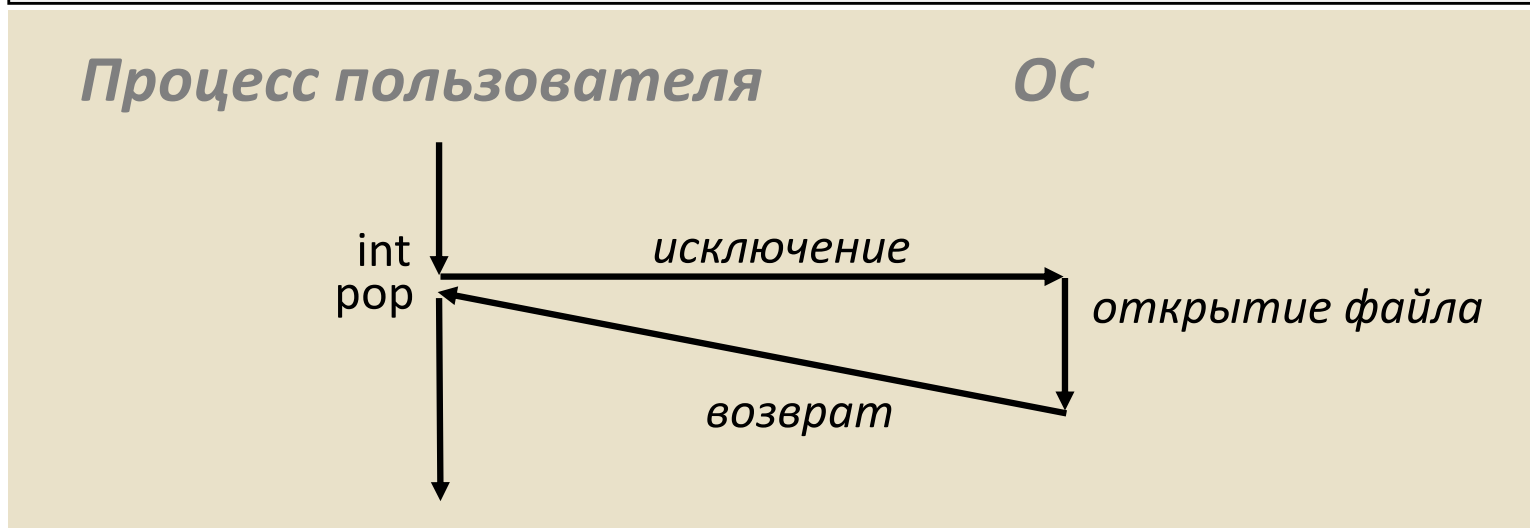 Процесс пользователя ОС
int исключение
pop открытие файла
возврат